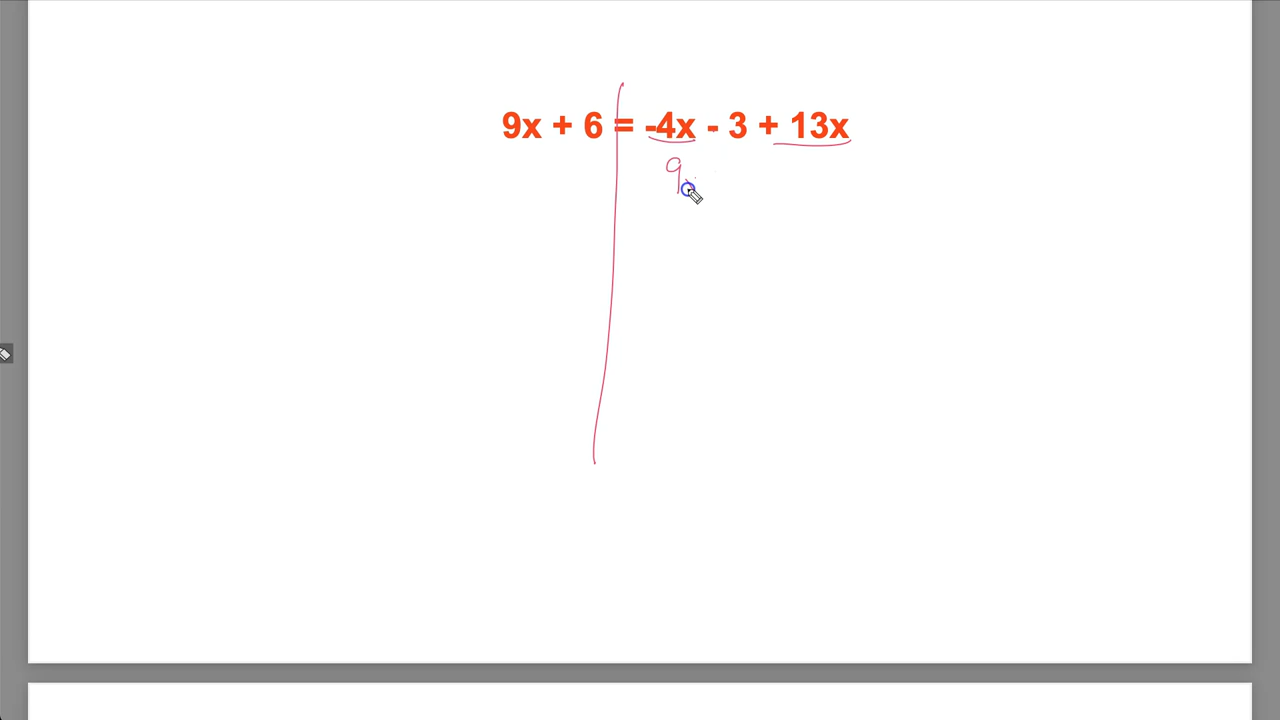 9x + 6 = -4x - 3 + 13x
9